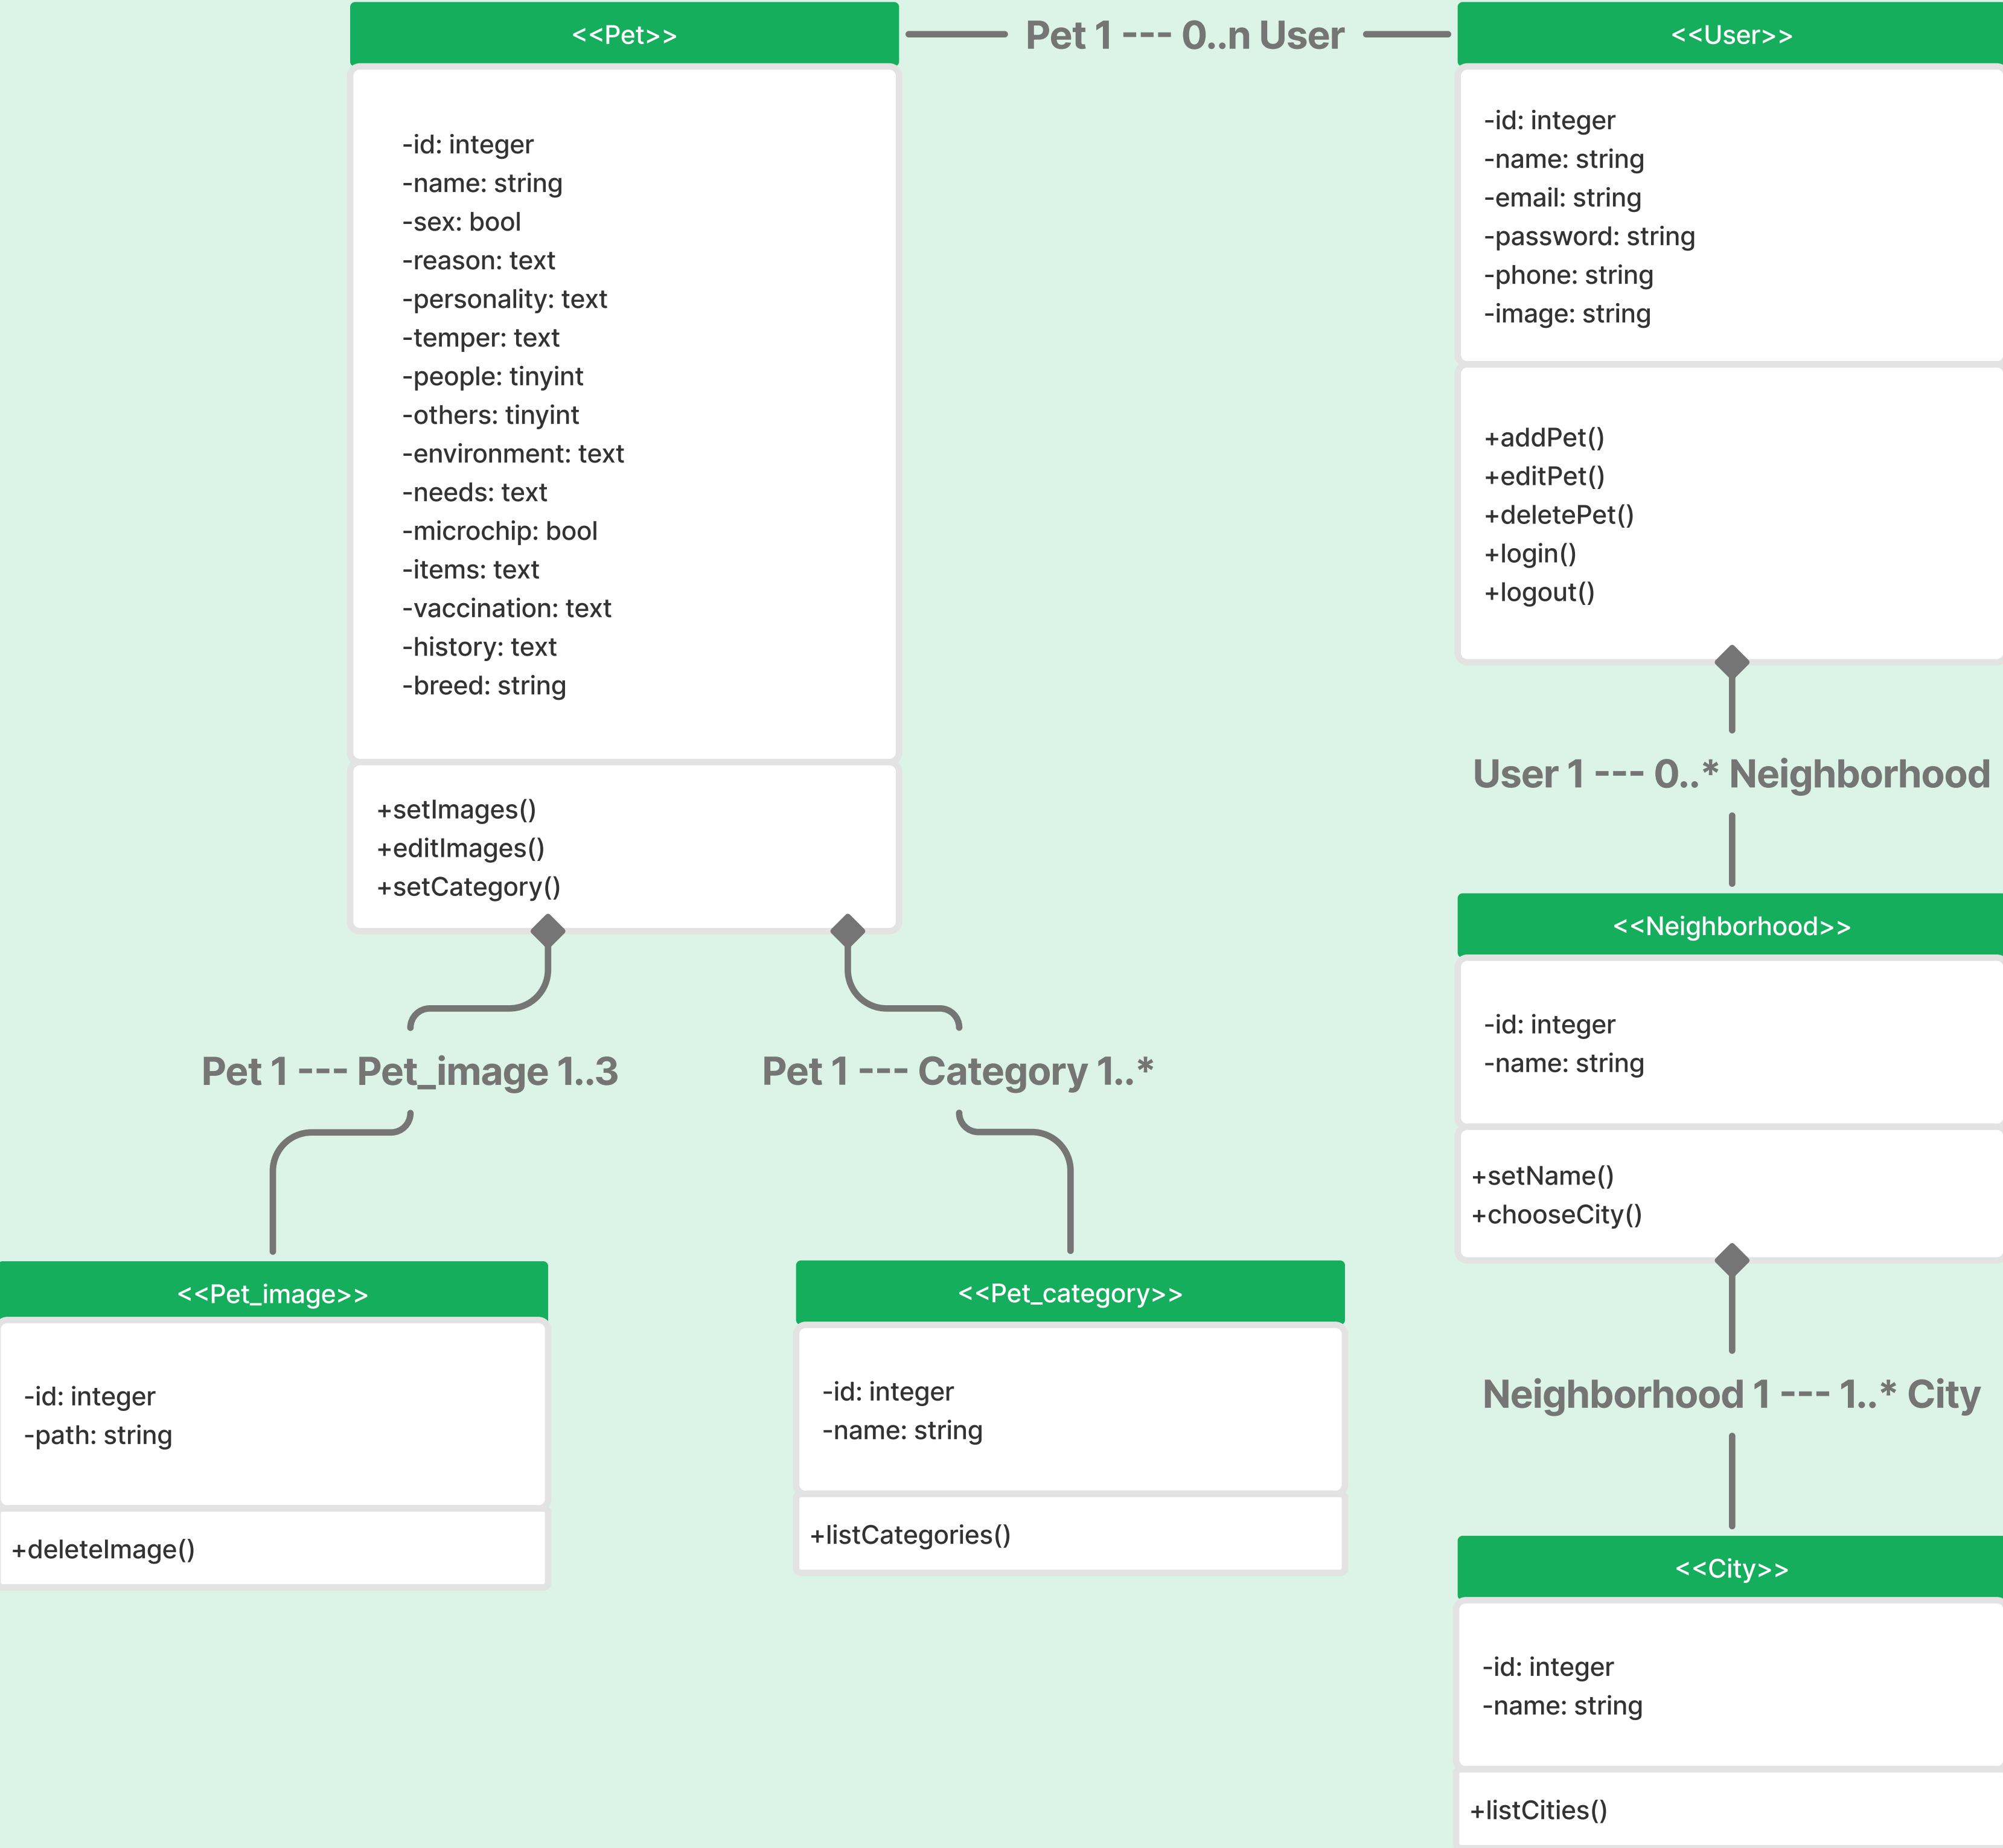 <<Pet>>
-id: integer
-name: string
-sex: bool
-reason: text
-personality: text
-temper: text
-people: tinyint
-others: tinyint
-environment: text
-needs: text
-microchip: bool
-items: text
-vaccination: text
-history: text
-breed: string
+setImages()
+editImages()
+setCategory()
Pet 1 --- 0..n User
<<User>>
-id: integer
-name: string
-email: string
-password: string
-phone: string
-image: string
+addPet()
+editPet()
+deletePet()
+login()
+logout()
User 1 --- 0..* Neighborhood
<<Neighborhood>>
-id: integer
-name: string
+setName()
+chooseCity()
Pet 1 --- Pet_image 1..3
Pet 1 --- Category 1..*
<<Pet_image>>
-id: integer
-path: string
+deleteImage()
<<Pet_category>>
-id: integer
-name: string
+listCategories()
Neighborhood 1 --- 1..* City
<<City>>
-id: integer
-name: string
+listCities()